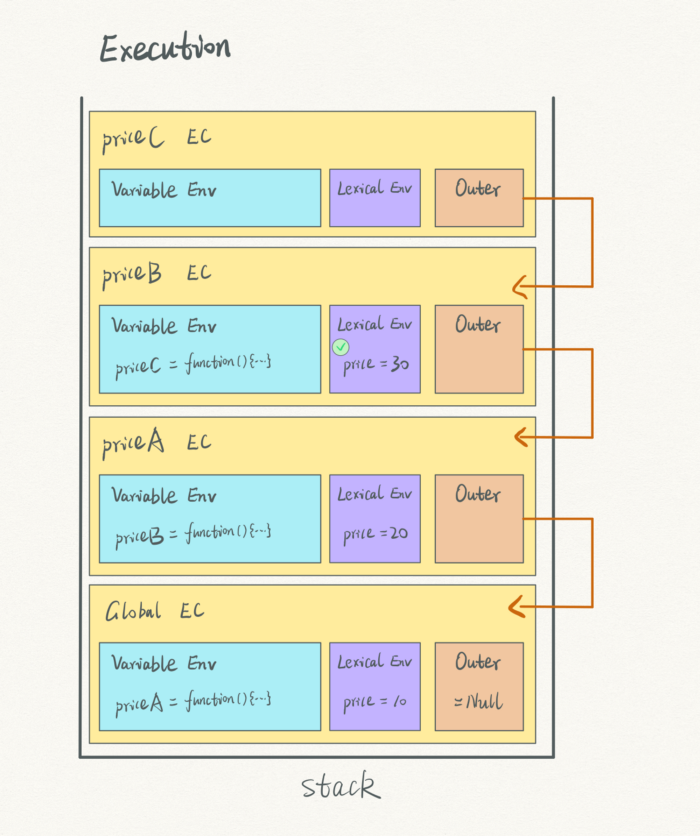 Execution
priceC EC
Variable Env
Lexical Env
Outer
priceB EC
Variable Env
Lexical Env
Outer
priceC = function(){...}
price = 30
priceA EC
Variable Env
Lexical Env
Outer
priceB = function(){...}
price = 20
Global EC
Variable Env
Lexical Env
Outer
priceA = function(){...}
price = 10
= Null
stack